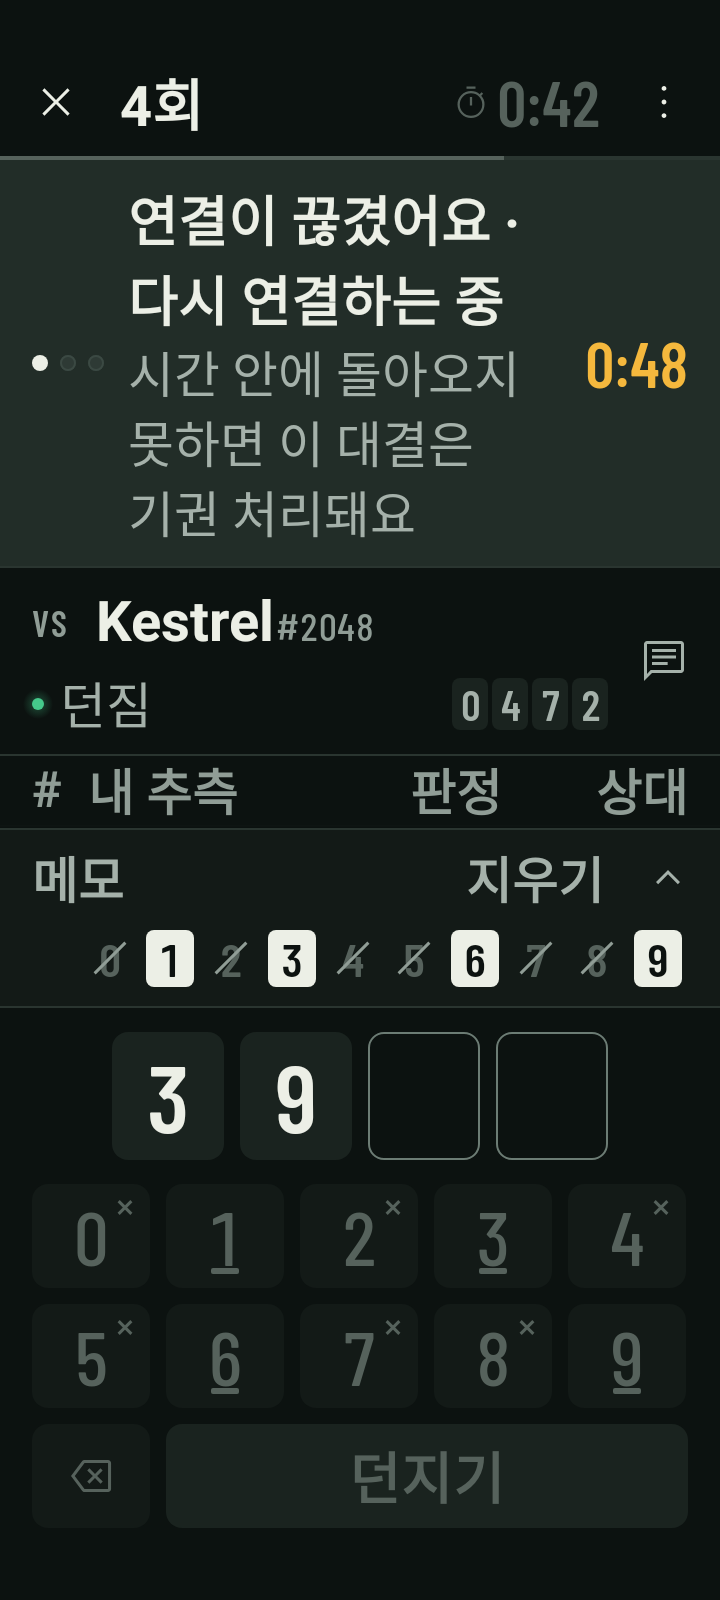 4회 0:42
연결이 끊겼어요 ·
다시 연결하는 중
시간 안에 돌아오지
못하면 이 대결은
기권 처리돼요
0:48
VS Kestrel #2048
던짐 0 4 7 2
# 내 추측 판정 상대
메모 지우기
0 1 2 3 4 5 6 7 8 9
3 9
0 × 1 2 × 3 4 ×
5 × 6 7 × 8 × 9
던지기